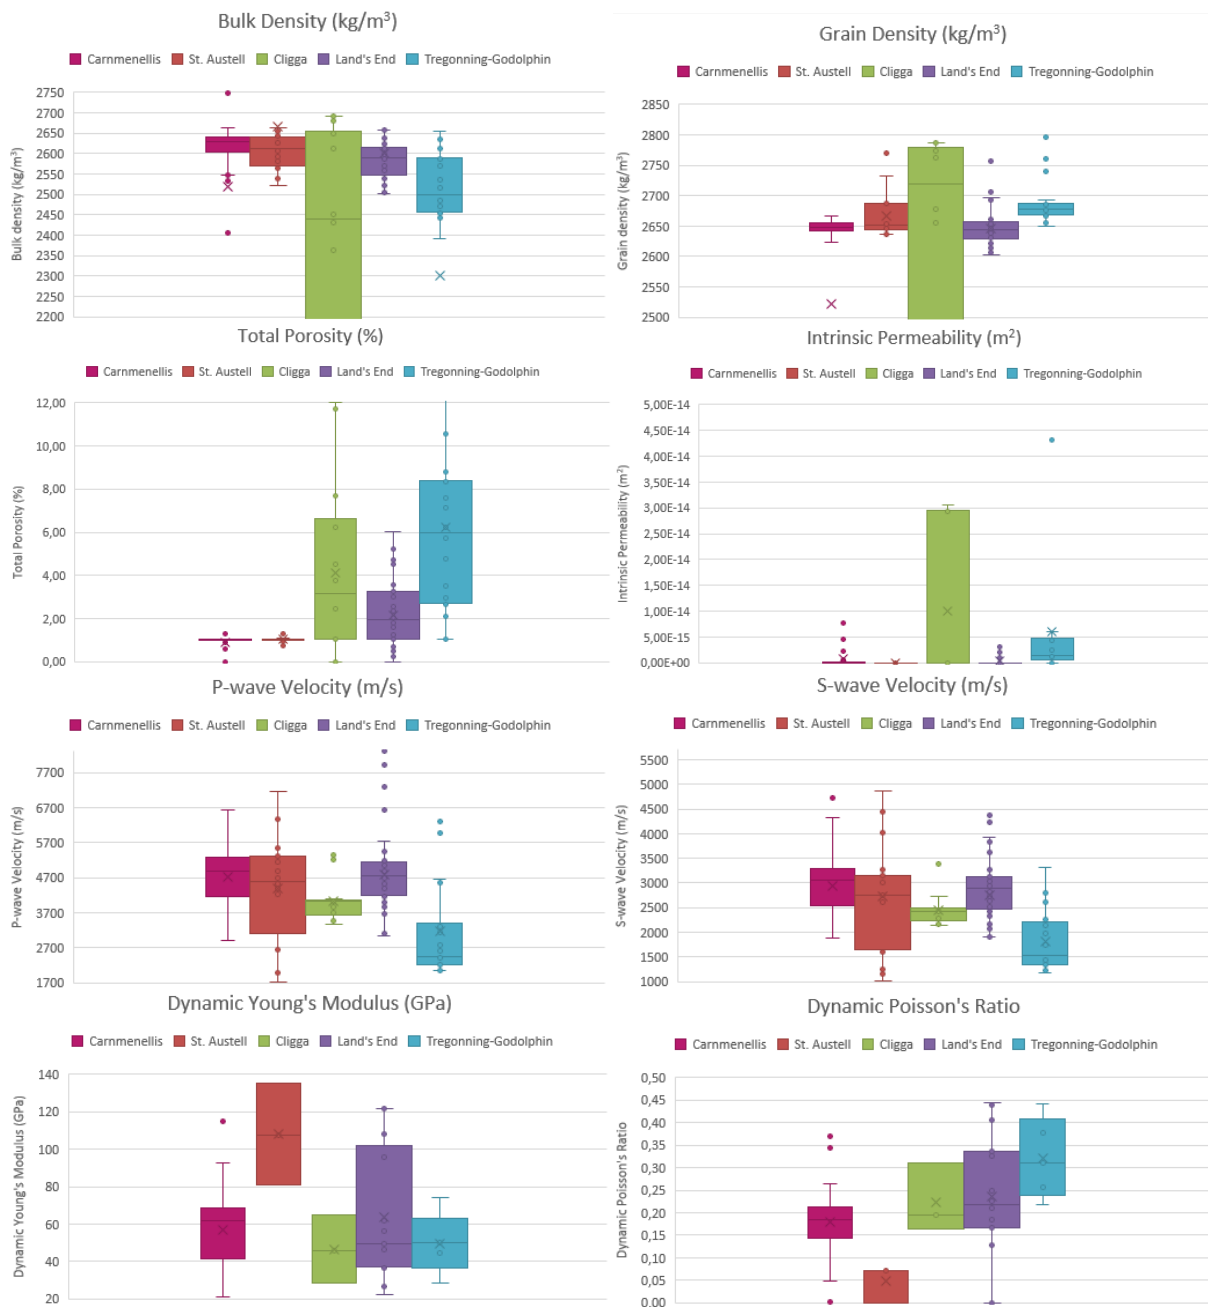 Bulk Density (kg/m³)
Carnmenellis St. Austell Cligga Land's End Tregonning-Godolphin
Bulk density (kg/m³)
2750
2700
2650
2600
2550
2500
2450
2400
2350
2300
2250
2200
Grain Density (kg/m³)
Carnmenellis St. Austell Cligga Land's End Tregonning-Godolphin
Grain density (kg/m³)
2850
2800
2750
2700
2650
2600
2550
2500
Total Porosity (%)
Carnmenellis St. Austell Cligga Land's End Tregonning-Godolphin
Total Porosity (%)
12,00
10,00
8,00
6,00
4,00
2,00
0,00
Intrinsic Permeability (m²)
Carnmenellis St. Austell Cligga Land's End Tregonning-Godolphin
Intrinsic Permeability (m²)
5,00E-14
4,50E-14
4,00E-14
3,50E-14
3,00E-14
2,50E-14
2,00E-14
1,50E-14
1,00E-14
5,00E-15
0,00E+00
P-wave Velocity (m/s)
Carnmenellis St. Austell Cligga Land's End Tregonning-Godolphin
P-wave Velocity (m/s)
7700
6700
5700
4700
3700
2700
1700
S-wave Velocity (m/s)
Carnmenellis St. Austell Cligga Land's End Tregonning-Godolphin
S-wave Velocity (m/s)
5500
5000
4500
4000
3500
3000
2500
2000
1500
1000
Dynamic Young's Modulus (GPa)
Carnmenellis St. Austell Cligga Land's End Tregonning-Godolphin
Dynamic Young's Modulus (GPa)
140
120
100
80
60
40
20
Dynamic Poisson's Ratio
Carnmenellis St. Austell Cligga Land's End Tregonning-Godolphin
Dynamic Poisson's Ratio
0,50
0,45
0,40
0,35
0,30
0,25
0,20
0,15
0,10
0,05
0,00